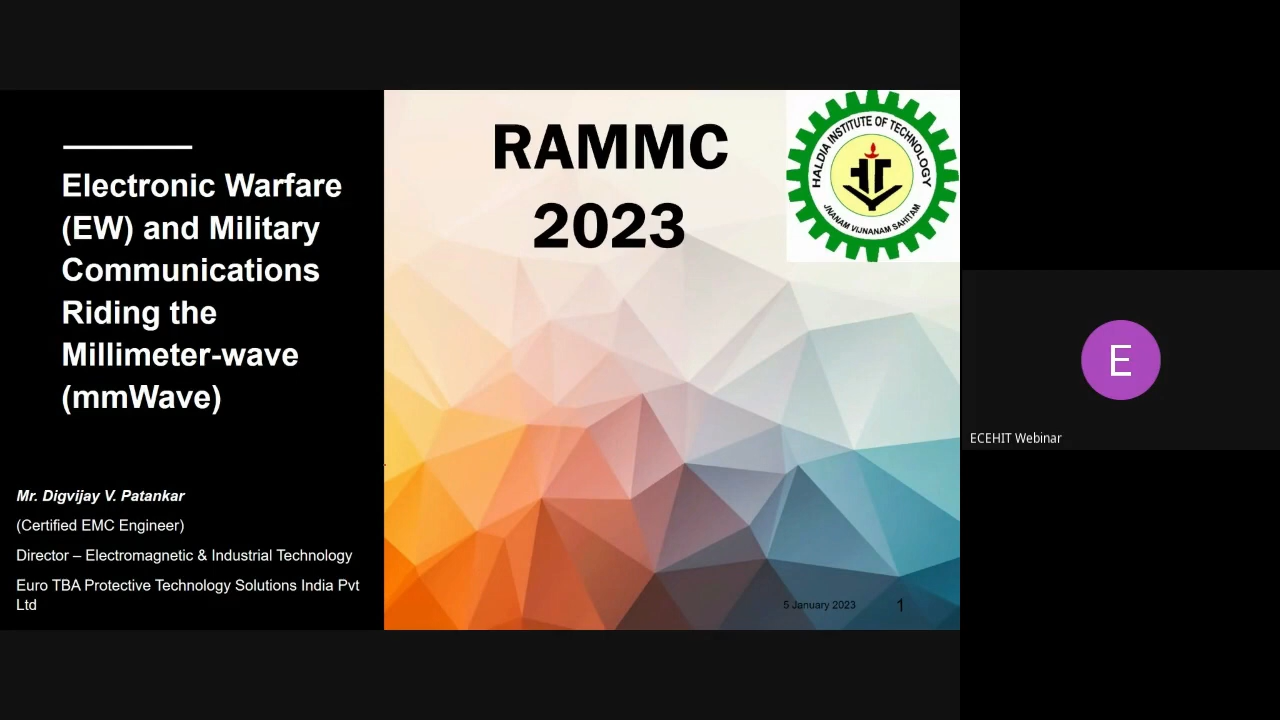 Electronic Warfare
(EW) and Military
Communications
Riding the
Millimeter-wave
(mmWave)
Mr. Digvijay V. Patankar
(Certified EMC Engineer)
Director – Electromagnetic & Industrial Technology
Euro TBA Protective Technology Solutions India Pvt
Ltd
RAMMC
2023
HALDIA INSTITUTE OF TECHNOLOGY
JNANAM VIJNANAM SAHITAM
5 January 2023
1
E
ECEHIT Webinar